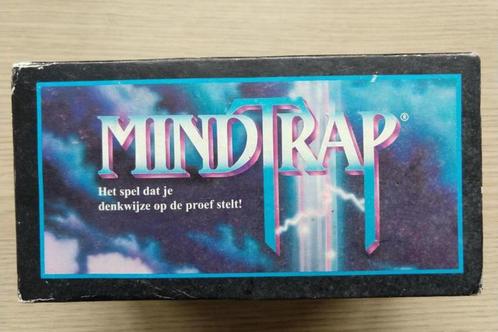 MINDTRAP®
Het spel dat je
denkwijze op de proef stelt!